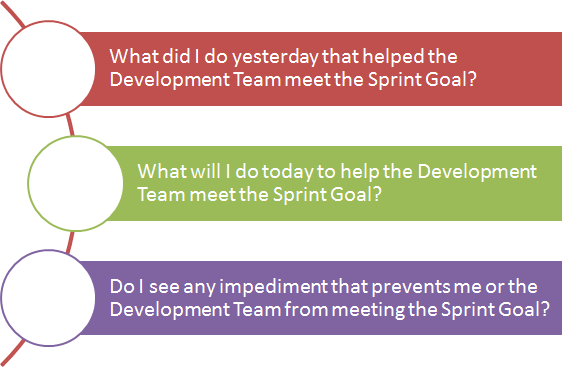 What did I do yesterday that helped the
Development Team meet the Sprint Goal?
What will I do today to help the Development
Team meet the Sprint Goal?
Do I see any impediment that prevents me or the
Development Team from meeting the Sprint Goal?